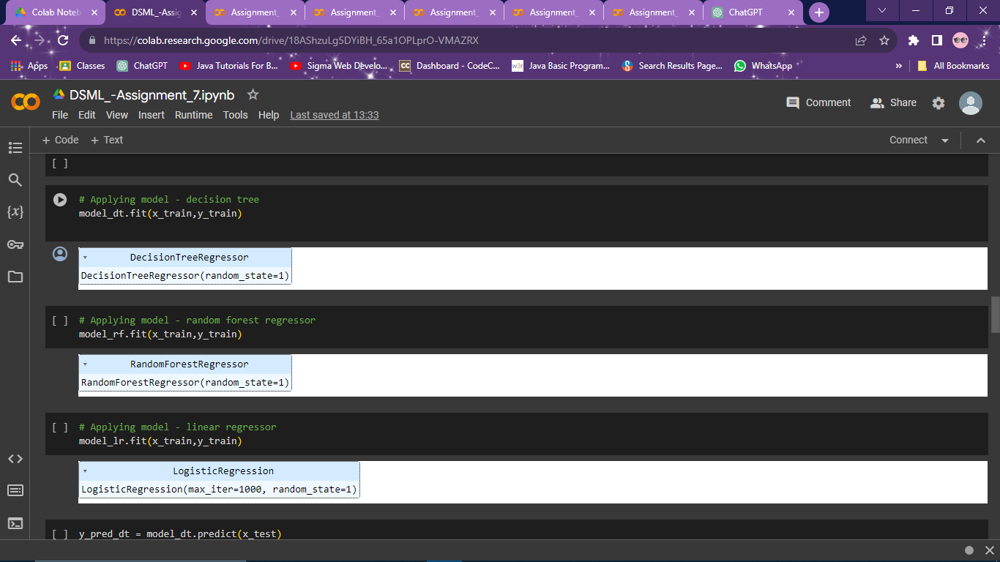 Colab Noteb
DSML_-Assig
Assignment_
Assignment_
Assignment_
Assignment_
Assignment_
ChatGPT
https://colab.research.google.com/drive/18AShzuLg5DYiBH_65a1OPLprO-VMAZRX
Apps
Classes
ChatGPT
Java Tutorials For B...
Sigma Web Develo...
CC
Dashboard - CodeC...
w3r
Java Basic Program...
Search Results Page...
WhatsApp
»
All Bookmarks
DSML_-Assignment_7.ipynb
File Edit View Insert Runtime Tools Help Last saved at 13:33
Comment
Share
+ Code + Text
Connect
[ ]
# Applying model - decision tree
model_dt.fit(x_train,y_train)
DecisionTreeRegressor
DecisionTreeRegressor(random_state=1)
[ ] # Applying model - random forest regressor
model_rf.fit(x_train,y_train)
RandomForestRegressor
RandomForestRegressor(random_state=1)
[ ] # Applying model - linear regressor
model_lr.fit(x_train,y_train)
LogisticRegression
LogisticRegression(max_iter=1000, random_state=1)
[ ] y_pred_dt = model_dt.predict(x_test)